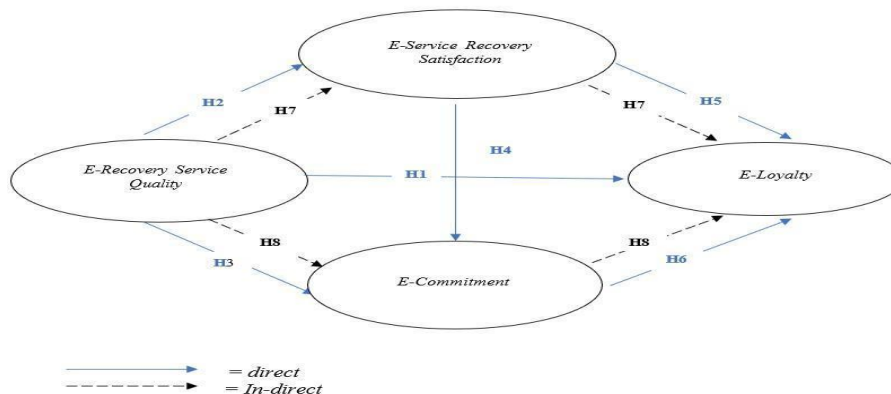 E-Service Recovery
Satisfaction
H2
H7
H7
H5
E-Recovery Service
Quality
H4
H1
E-Loyalty
H8
H3
H8
H6
E-Commitment
= direct
= In-direct